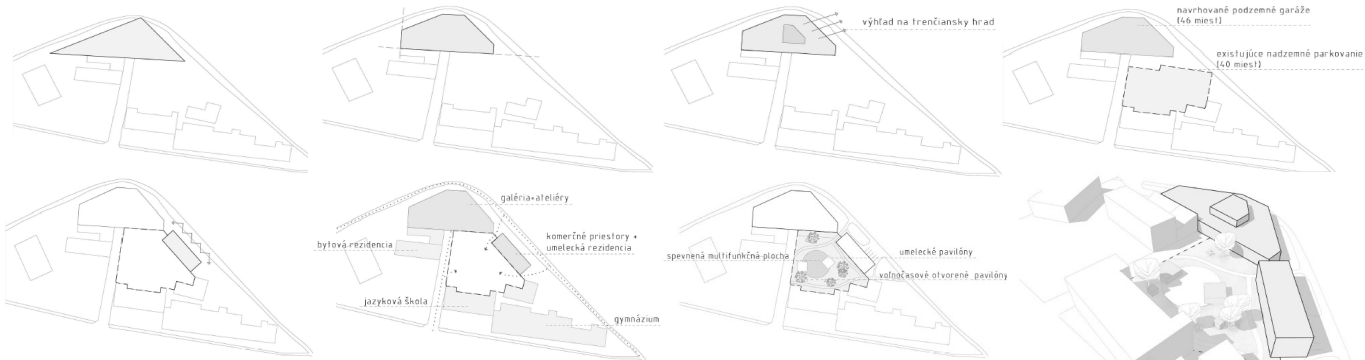 výhľad na trenčiansky hrad
navrhované podzemné garáže
(46 miest)
existujúce nadzemné parkovanie
(40 miest)
galéria+ateliéry
bytová rezidencia
komerčné priestory +
umelecká rezidencia
jazyková škola
gymnázium
spevnená multifunkčná plocha
umelecké pavilóny
voľnočasové otvorené pavilóny